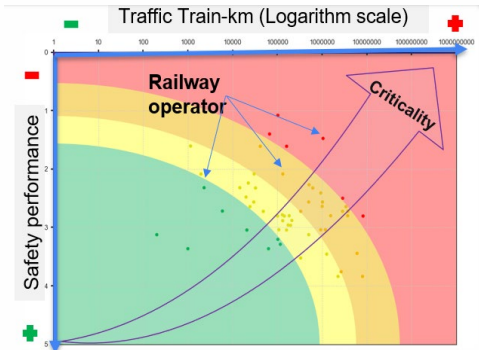 Traffic Train-km (Logarithm scale)
1 10 100 1000 10000 100000 1000000 10000000 100000000 1000000000
0
1
2
3
4
5
Safety performance
Railway
operator
Criticality